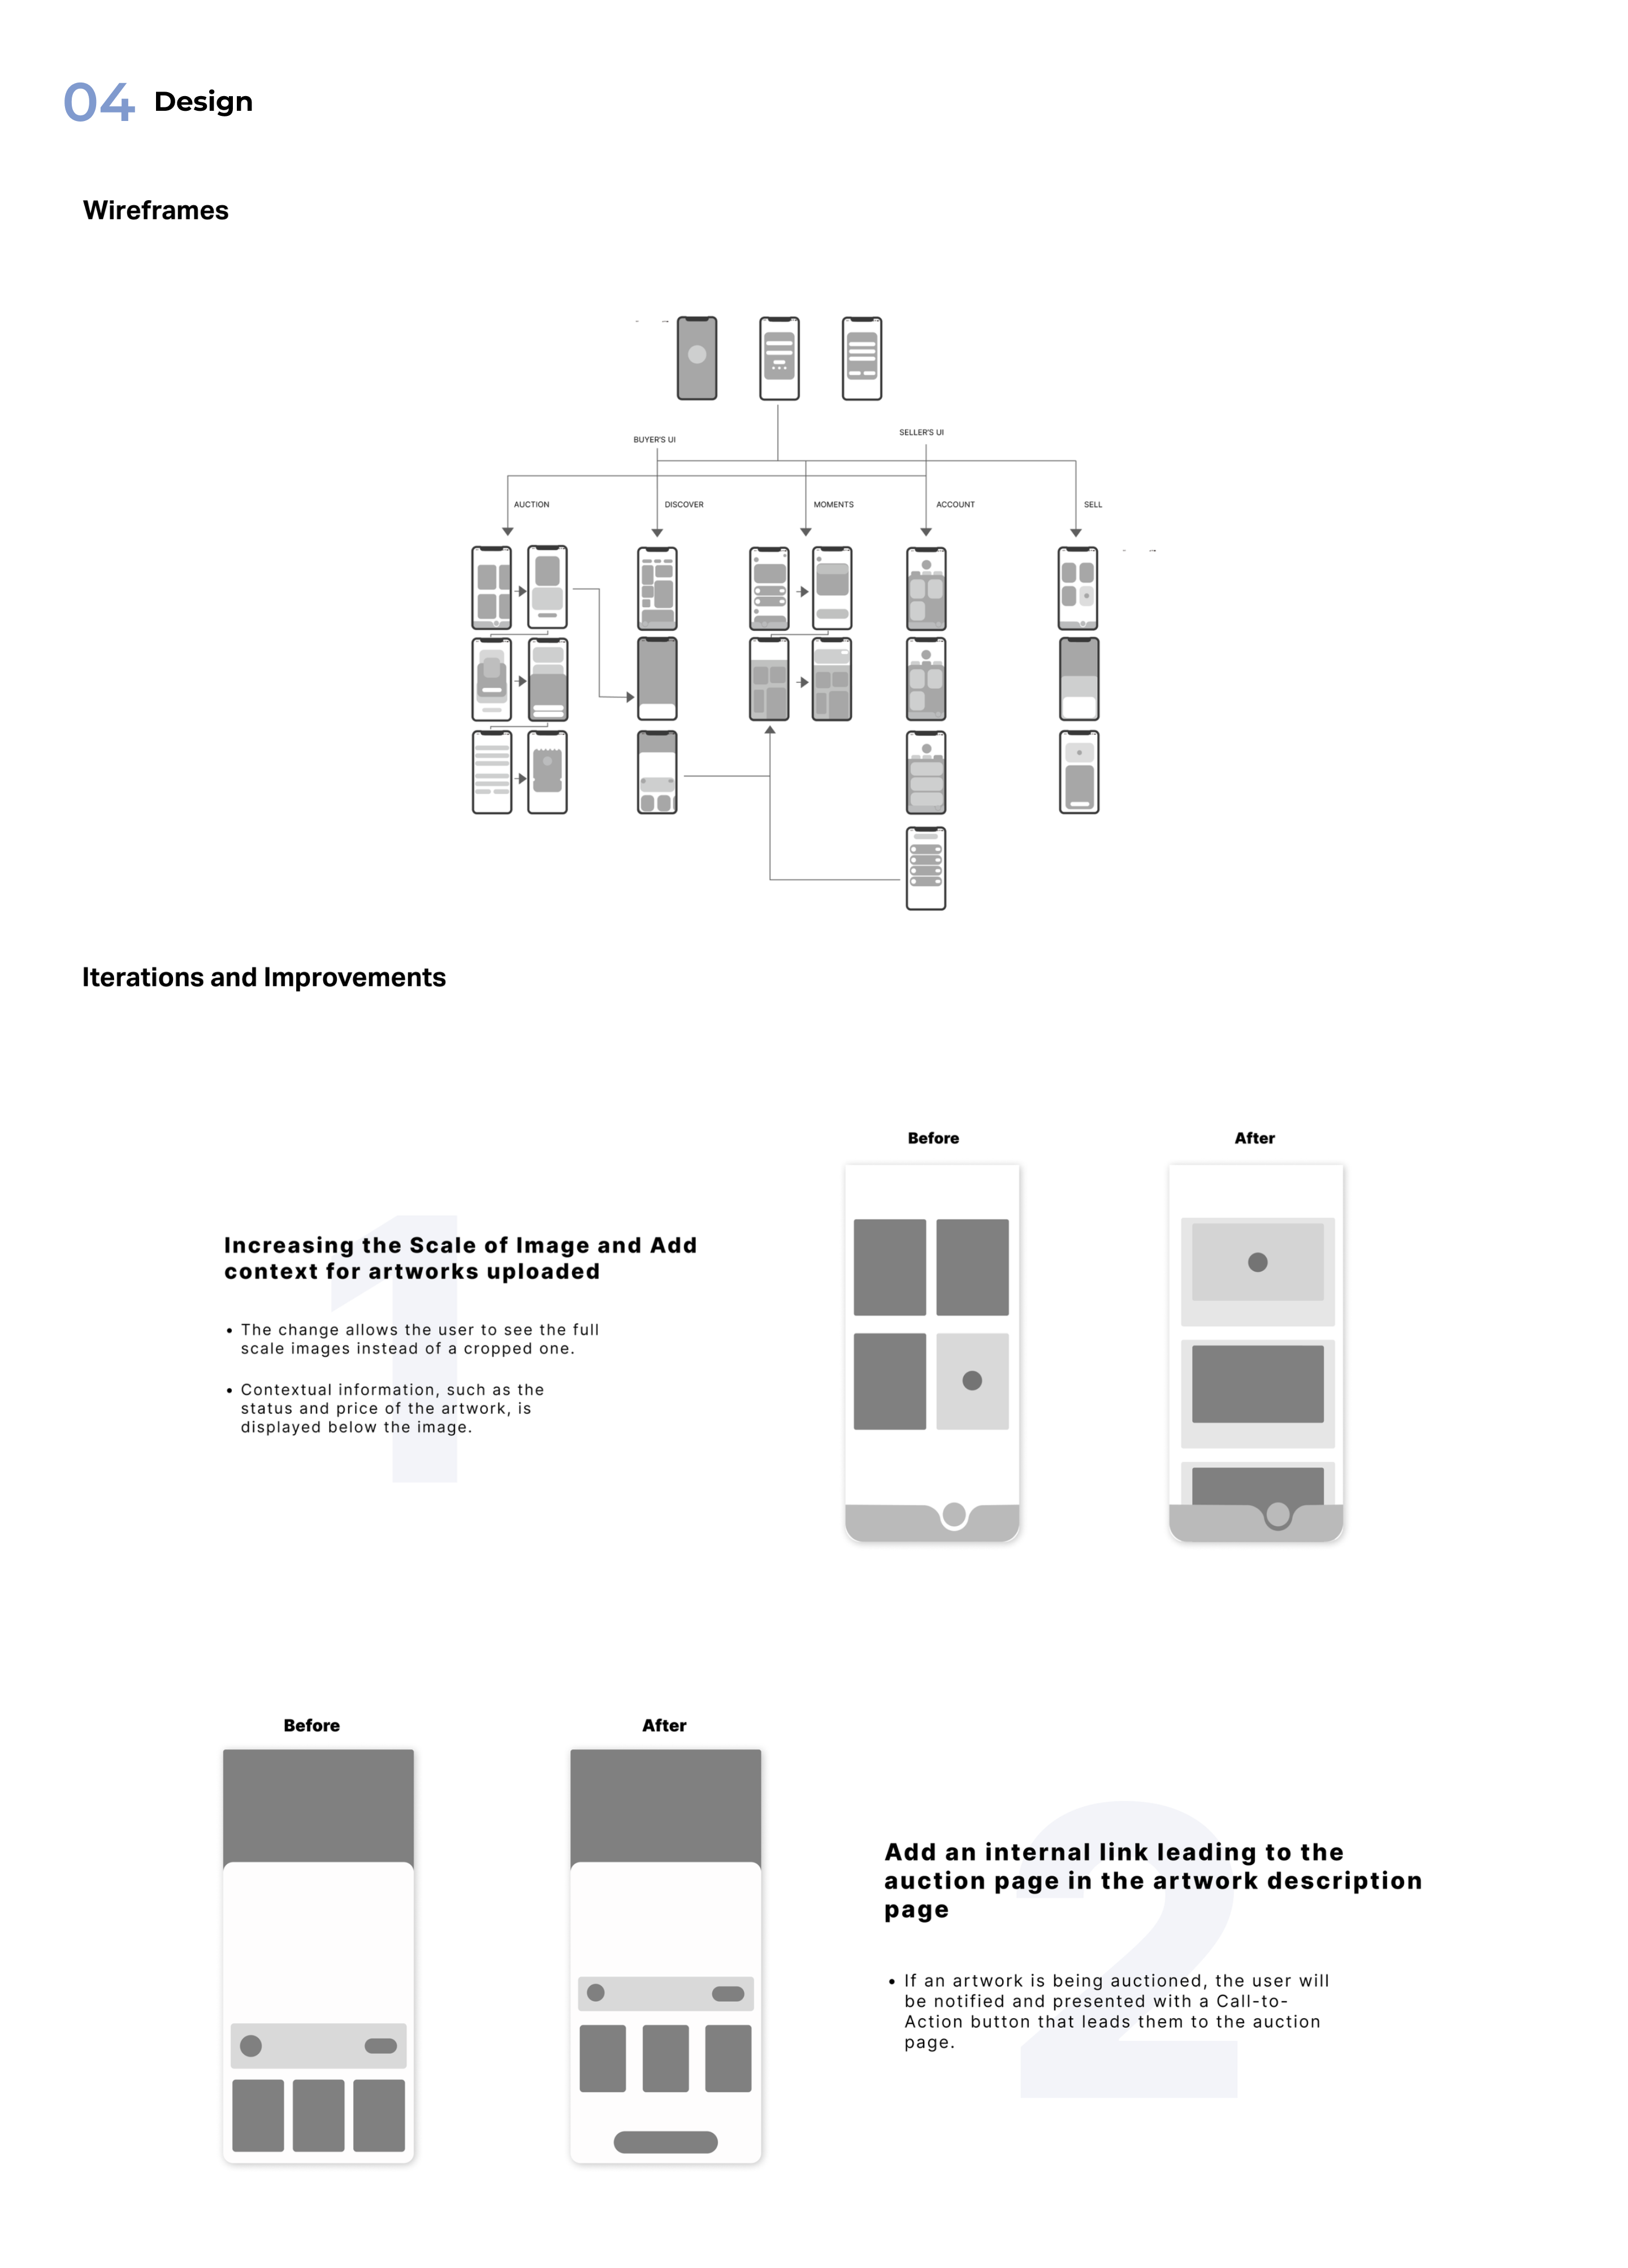 04 Design
Wireframes
BUYER'S UI
SELLER'S UI
AUCTION
DISCOVER
MOMENTS
ACCOUNT
SELL
Iterations and Improvements
Before
After
1
Increasing the Scale of Image and Add
context for artworks uploaded
• The change allows the user to see the full
scale images instead of a cropped one.
• Contextual information, such as the
status and price of the artwork, is
displayed below the image.
Before
After
2
Add an internal link leading to the
auction page in the artwork description
page
• If an artwork is being auctioned, the user will
be notified and presented with a Call-to-
Action button that leads them to the auction
page.